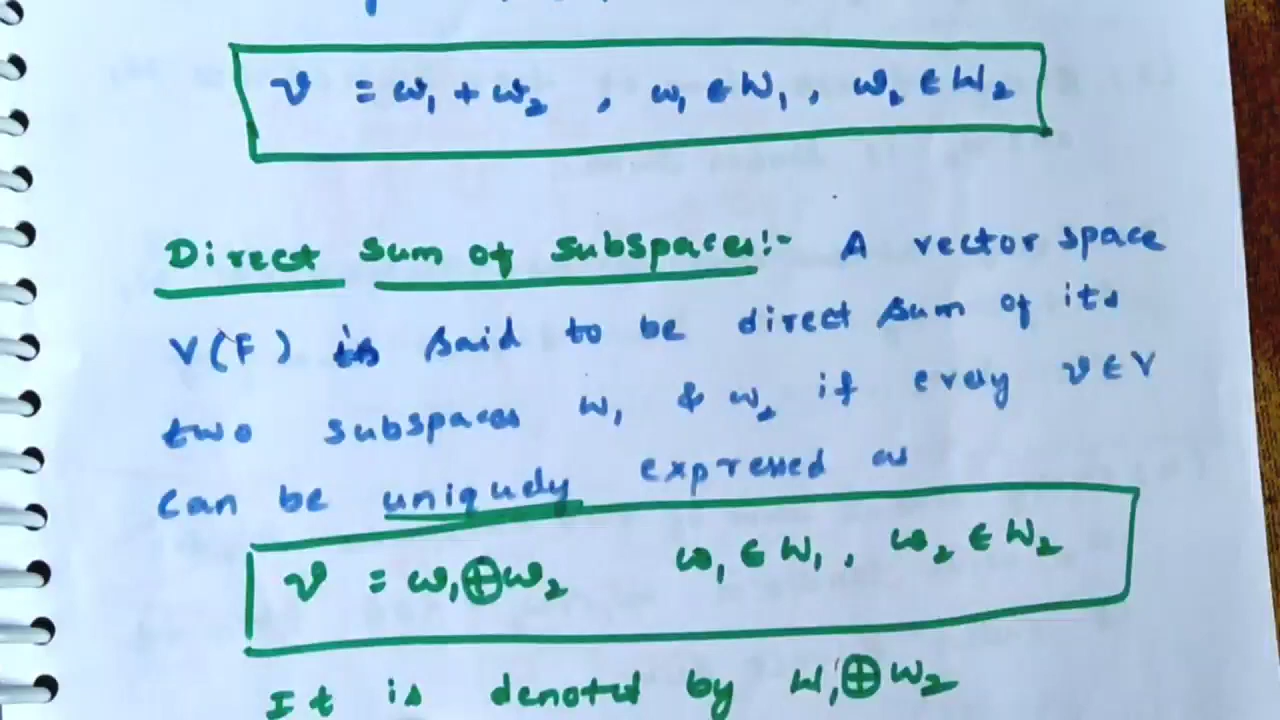 v = w₁ + w₂ , w₁ ∈ W₁ , w₂ ∈ W₂
Direct sum of subspaces:- A vector space
V(F) is said to be direct sum of its
two subspaces W₁ & W₂ if every v ∈ V
can be uniquely expressed as
v = w₁ ⊕ w₂ w₁ ∈ W₁ , w₂ ∈ W₂
It is denoted by W₁ ⊕ W₂